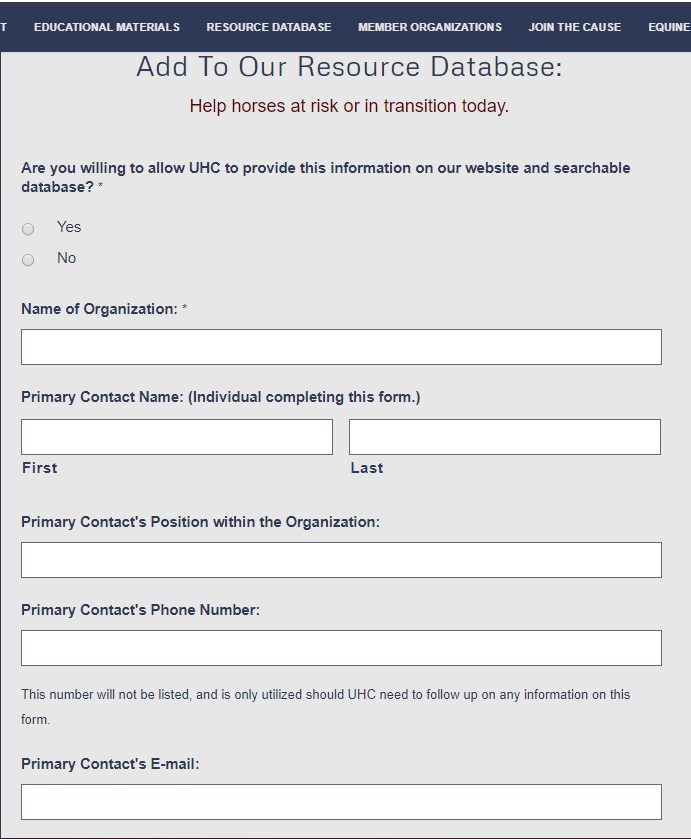 T EDUCATIONAL MATERIALS RESOURCE DATABASE MEMBER ORGANIZATIONS JOIN THE CAUSE EQUINE
Add To Our Resource Database:
Help horses at risk or in transition today.
Are you willing to allow UHC to provide this information on our website and searchable
database? *
Yes
No
Name of Organization: *
Primary Contact Name: (Individual completing this form.)
First Last
Primary Contact's Position within the Organization:
Primary Contact's Phone Number:
This number will not be listed, and is only utilized should UHC need to follow up on any information on this
form.
Primary Contact's E-mail: